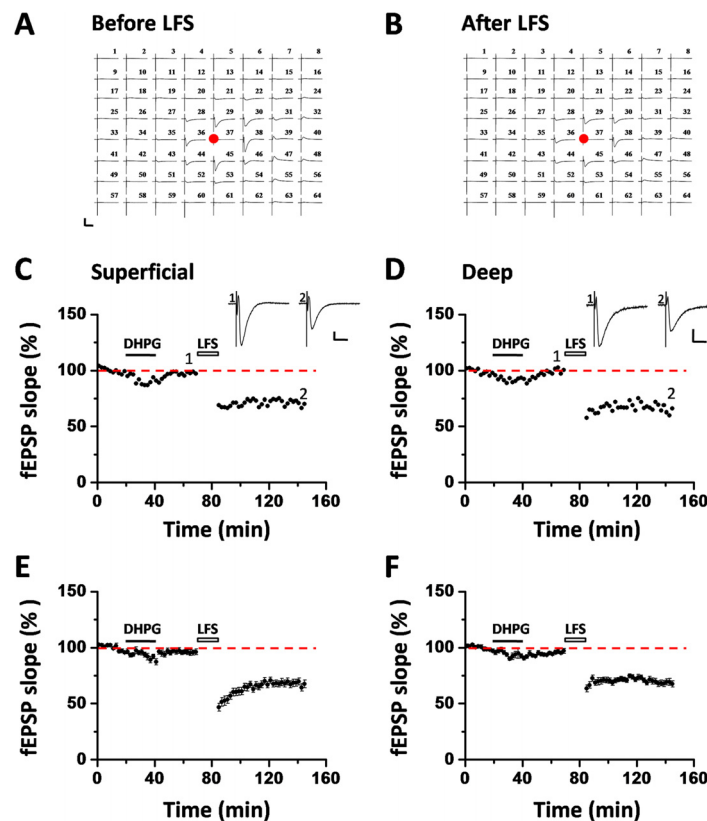 A Before LFS
1 2 3 4 5 6 7 8
9 10 11 12 13 14 15 16
17 18 19 20 21 22 23 24
25 26 27 28 29 30 31 32
33 34 35 36 37 38 39 40
41 42 43 44 45 46 47 48
49 50 51 52 53 54 55 56
57 58 59 60 61 62 63 64
B After LFS
1 2 3 4 5 6 7 8
9 10 11 12 13 14 15 16
17 18 19 20 21 22 23 24
25 26 27 28 29 30 31 32
33 34 35 36 37 38 39 40
41 42 43 44 45 46 47 48
49 50 51 52 53 54 55 56
57 58 59 60 61 62 63 64
C Superficial
fEPSP slope (%)
150
100
50
0
DHPG
LFS
1
2
1 2
0 40 80 120 160
Time (min)
D Deep
fEPSP slope (%)
150
100
50
0
DHPG
LFS
1
2
1 2
0 40 80 120 160
Time (min)
E
fEPSP slope (%)
150
100
50
0
DHPG
LFS
0 40 80 120 160
Time (min)
F
fEPSP slope (%)
150
100
50
0
DHPG
LFS
0 40 80 120 160
Time (min)